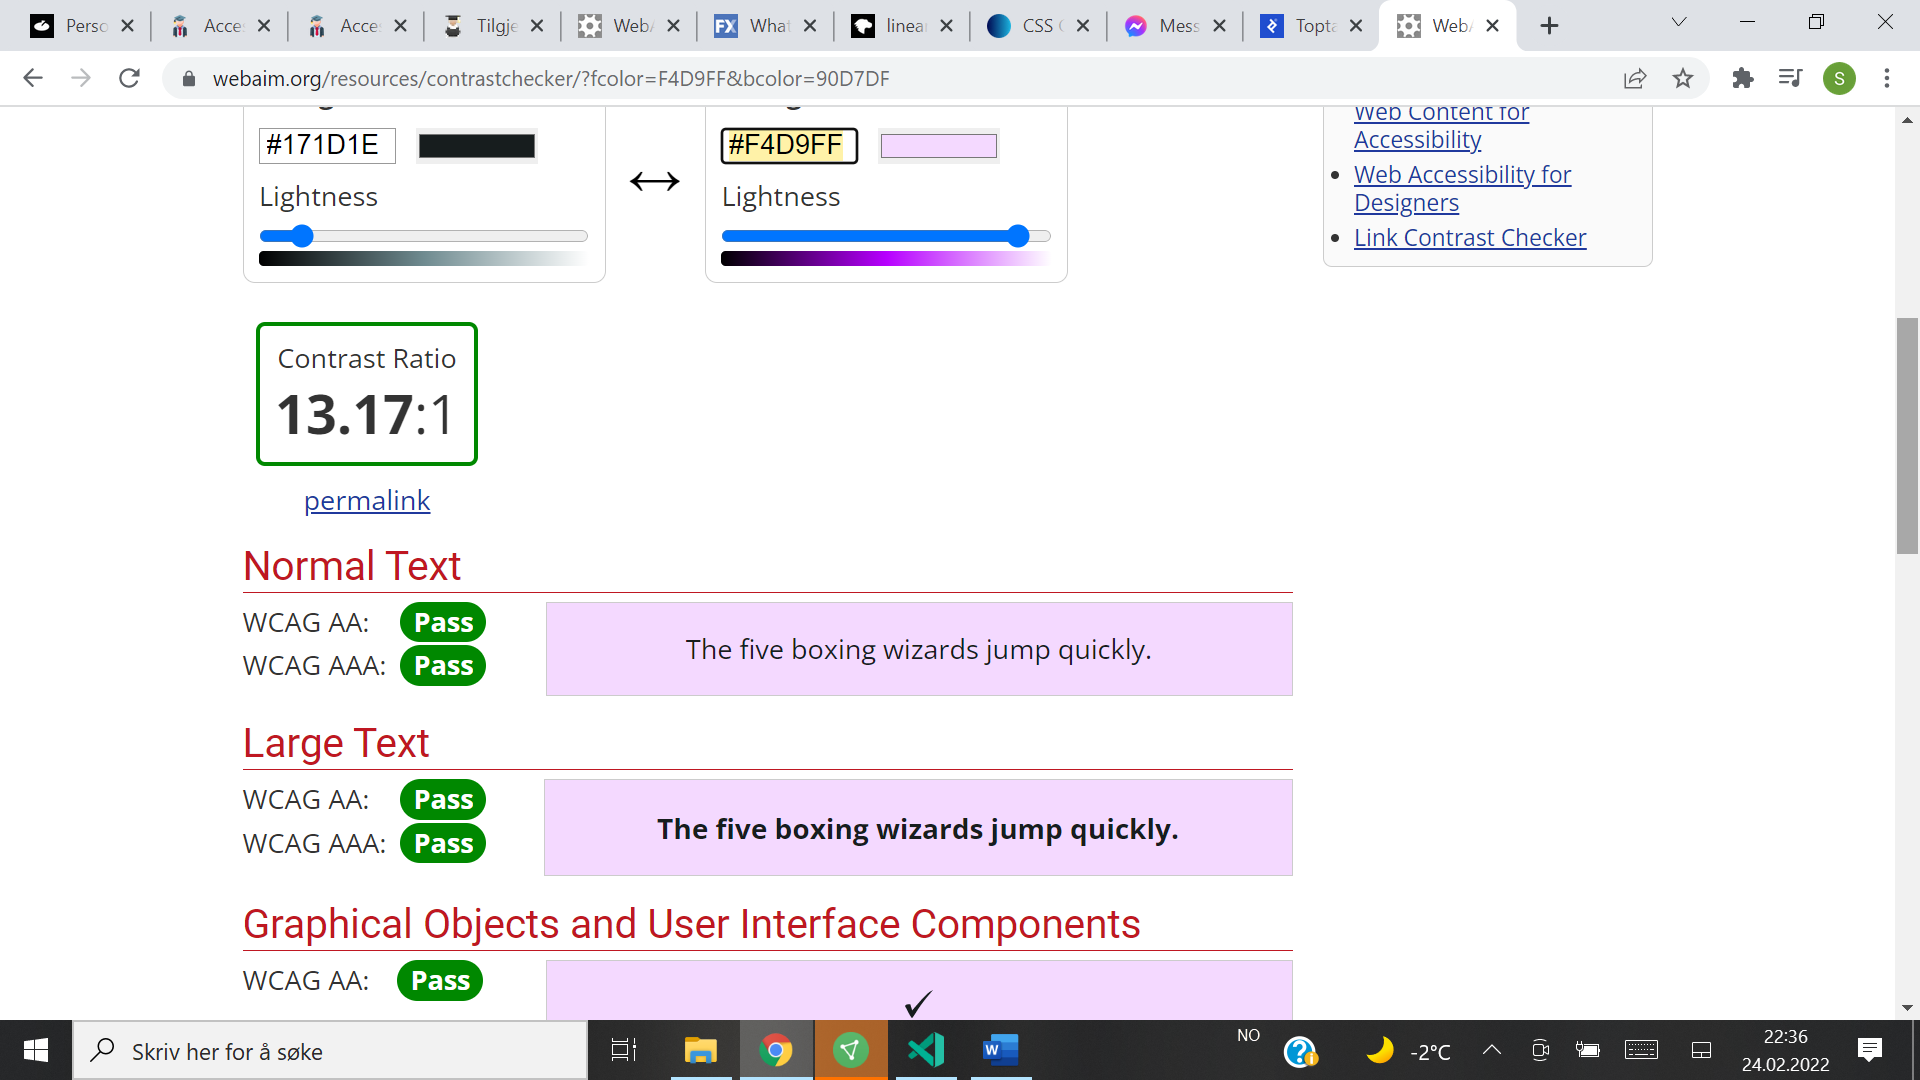 Perso
Acce
Acce
Tilgje
WebA
What
linear
CSS
Mess
Topta
WebA
webaim.org/resources/contrastchecker/?fcolor=F4D9FF&bcolor=90D7DF
S
#171D1E
Lightness
#F4D9FF
Lightness
Web Content for
Accessibility
Web Accessibility for
Designers
Link Contrast Checker
Contrast Ratio
13.17:1
permalink
Normal Text
WCAG AA: Pass
WCAG AAA: Pass
The five boxing wizards jump quickly.
Large Text
WCAG AA: Pass
WCAG AAA: Pass
The five boxing wizards jump quickly.
Graphical Objects and User Interface Components
WCAG AA: Pass
Skriv her for å søke
NO
-2°C
22:36
24.02.2022